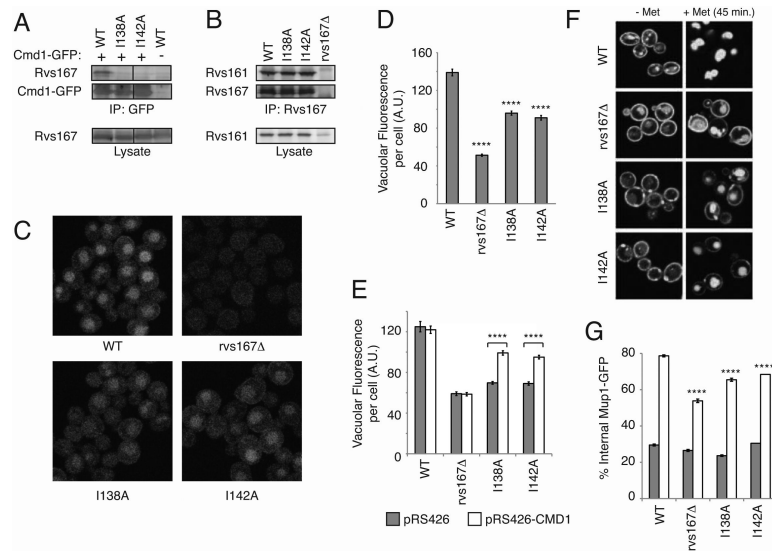 A
WT
I138A
I142A
WT
Cmd1-GFP: + + + -
Rvs167
Cmd1-GFP
IP: GFP
Rvs167
Lysate
B
WT
I138A
I142A
rvs167Δ
Rvs161
Rvs167
IP: Rvs167
Rvs161
Lysate
C
WT
rvs167Δ
I138A
I142A
D
Vacuolar Fluorescence
per cell (A.U.)
160
120
80
40
0
****
****
****
WT
rvs167Δ
I138A
I142A
E
Vacuolar Fluorescence
per cell (A.U.)
120
80
40
0
****
****
WT
rvs167Δ
I138A
I142A
pRS426
pRS426-CMD1
F
- Met
+ Met (45 min.)
WT
rvs167Δ
I138A
I142A
G
% Internal Mup1-GFP
80
60
40
20
0
****
****
****
WT
rvs167Δ
I138A
I142A